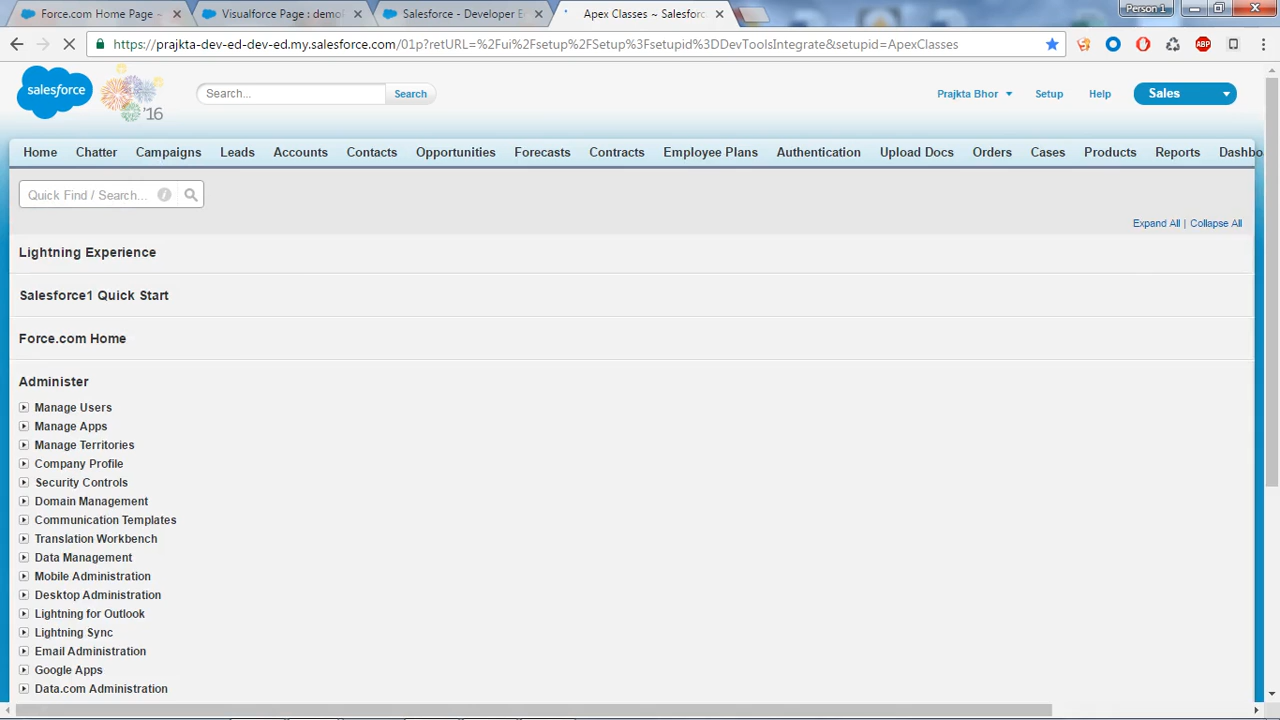 Force.com Home Page ~
Visualforce Page : demo
Salesforce - Developer E
Apex Classes ~ Salesforc
Person 1
https://prajkta-dev-ed-dev-ed.my.salesforce.com/01p?retURL=%2Fui%2Fsetup%2FSetup%3Fsetupid%3DDevToolsIntegrate&setupid=ApexClasses
ABP
salesforce
'16
Search...
Search
Prajkta Bhor
Setup
Help
Sales
Home Chatter Campaigns Leads Accounts Contacts Opportunities Forecasts Contracts Employee Plans Authentication Upload Docs Orders Cases Products Reports Dashbo
Quick Find / Search...
Expand All | Collapse All
Lightning Experience
Salesforce1 Quick Start
Force.com Home
Administer
Manage Users
Manage Apps
Manage Territories
Company Profile
Security Controls
Domain Management
Communication Templates
Translation Workbench
Data Management
Mobile Administration
Desktop Administration
Lightning for Outlook
Lightning Sync
Email Administration
Google Apps
Data.com Administration